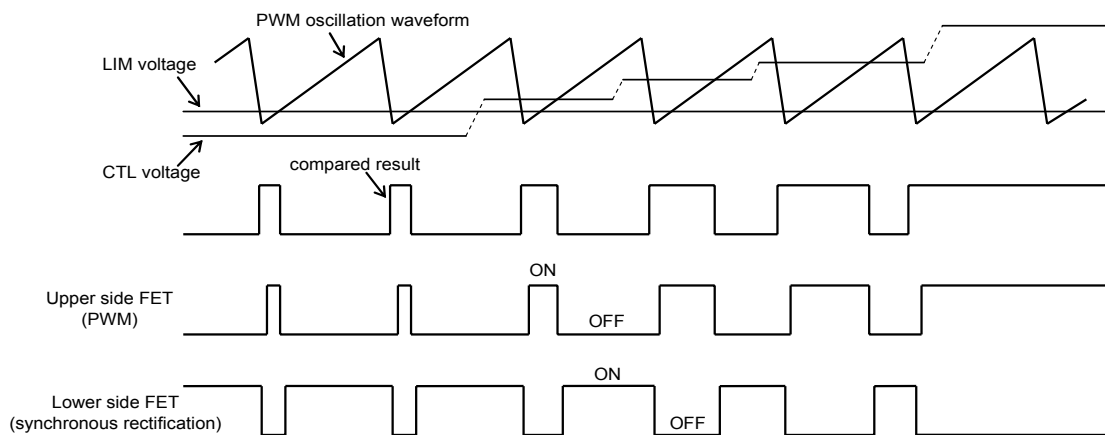 PWM oscillation waveform
LIM voltage
CTL voltage
compared result
ON
Upper side FET
(PWM)
OFF
ON
Lower side FET
(synchronous rectification)
OFF